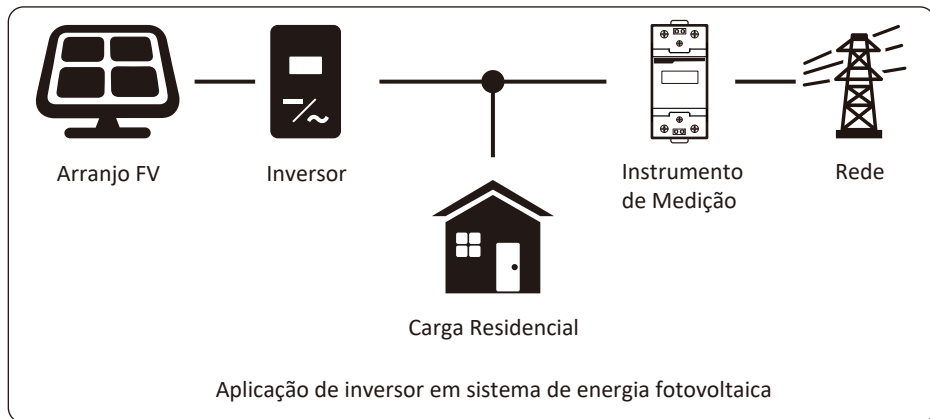 Arranjo FV
Inversor
Instrumento
de Medição
Rede
Carga Residencial
Aplicação de inversor em sistema de energia fotovoltaica